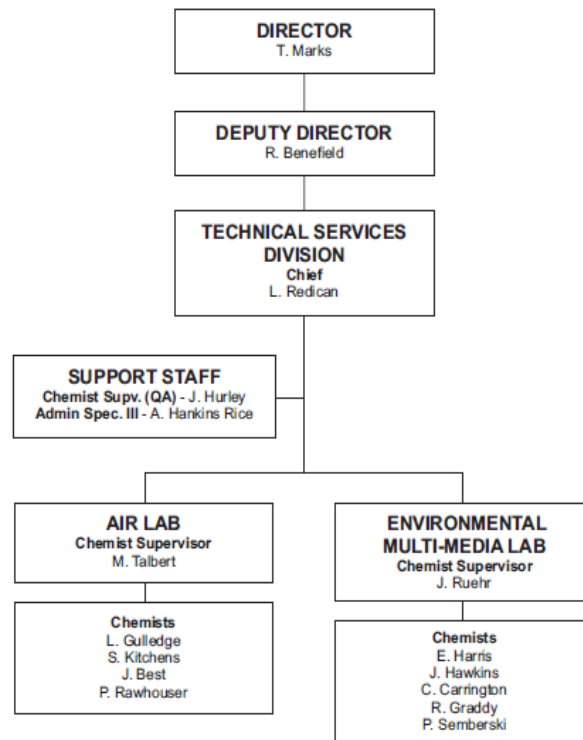 DIRECTOR
T. Marks
DEPUTY DIRECTOR
R. Benefield
TECHNICAL SERVICES
DIVISION
Chief
L. Redican
SUPPORT STAFF
Chemist Supv. (QA) - J. Hurley
Admin Spec. III - A. Hankins Rice
AIR LAB
Chemist Supervisor
M. Talbert
Chemists
L. Gulledge
S. Kitchens
J. Best
P. Rawhouser
ENVIRONMENTAL
MULTI-MEDIA LAB
Chemist Supervisor
J. Ruehr
Chemists
E. Harris
J. Hawkins
C. Carrington
R. Graddy
P. Semberski